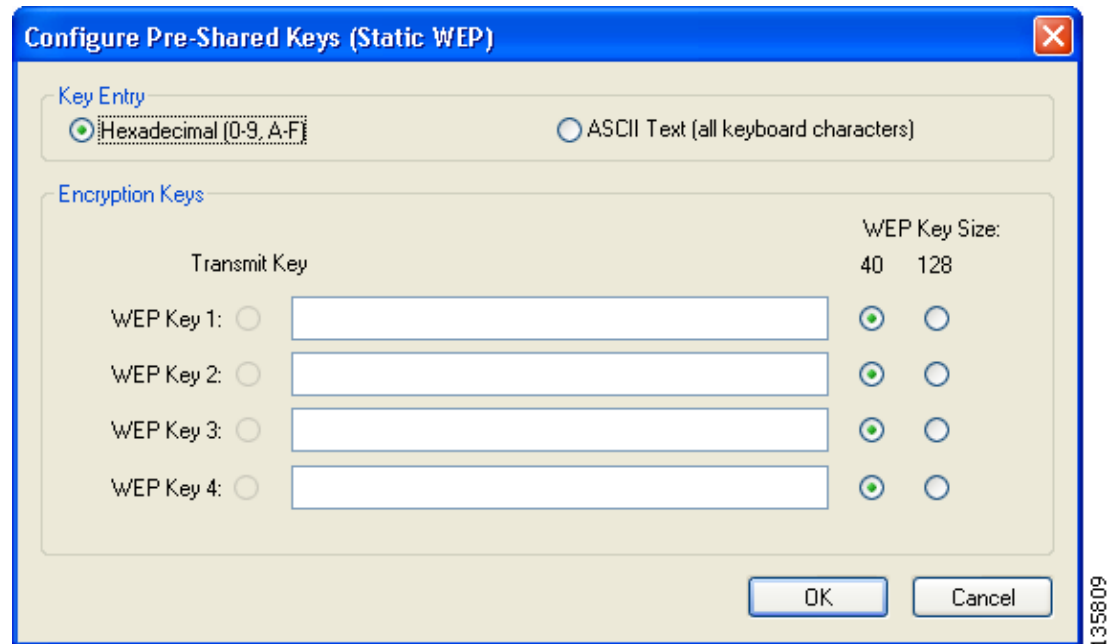 Configure Pre-Shared Keys (Static WEP)
Key Entry
Hexadecimal (0-9, A-F)
ASCII Text (all keyboard characters)
Encryption Keys
WEP Key Size:
Transmit Key
40 128
WEP Key 1:
WEP Key 2:
WEP Key 3:
WEP Key 4:
OK
Cancel
135809